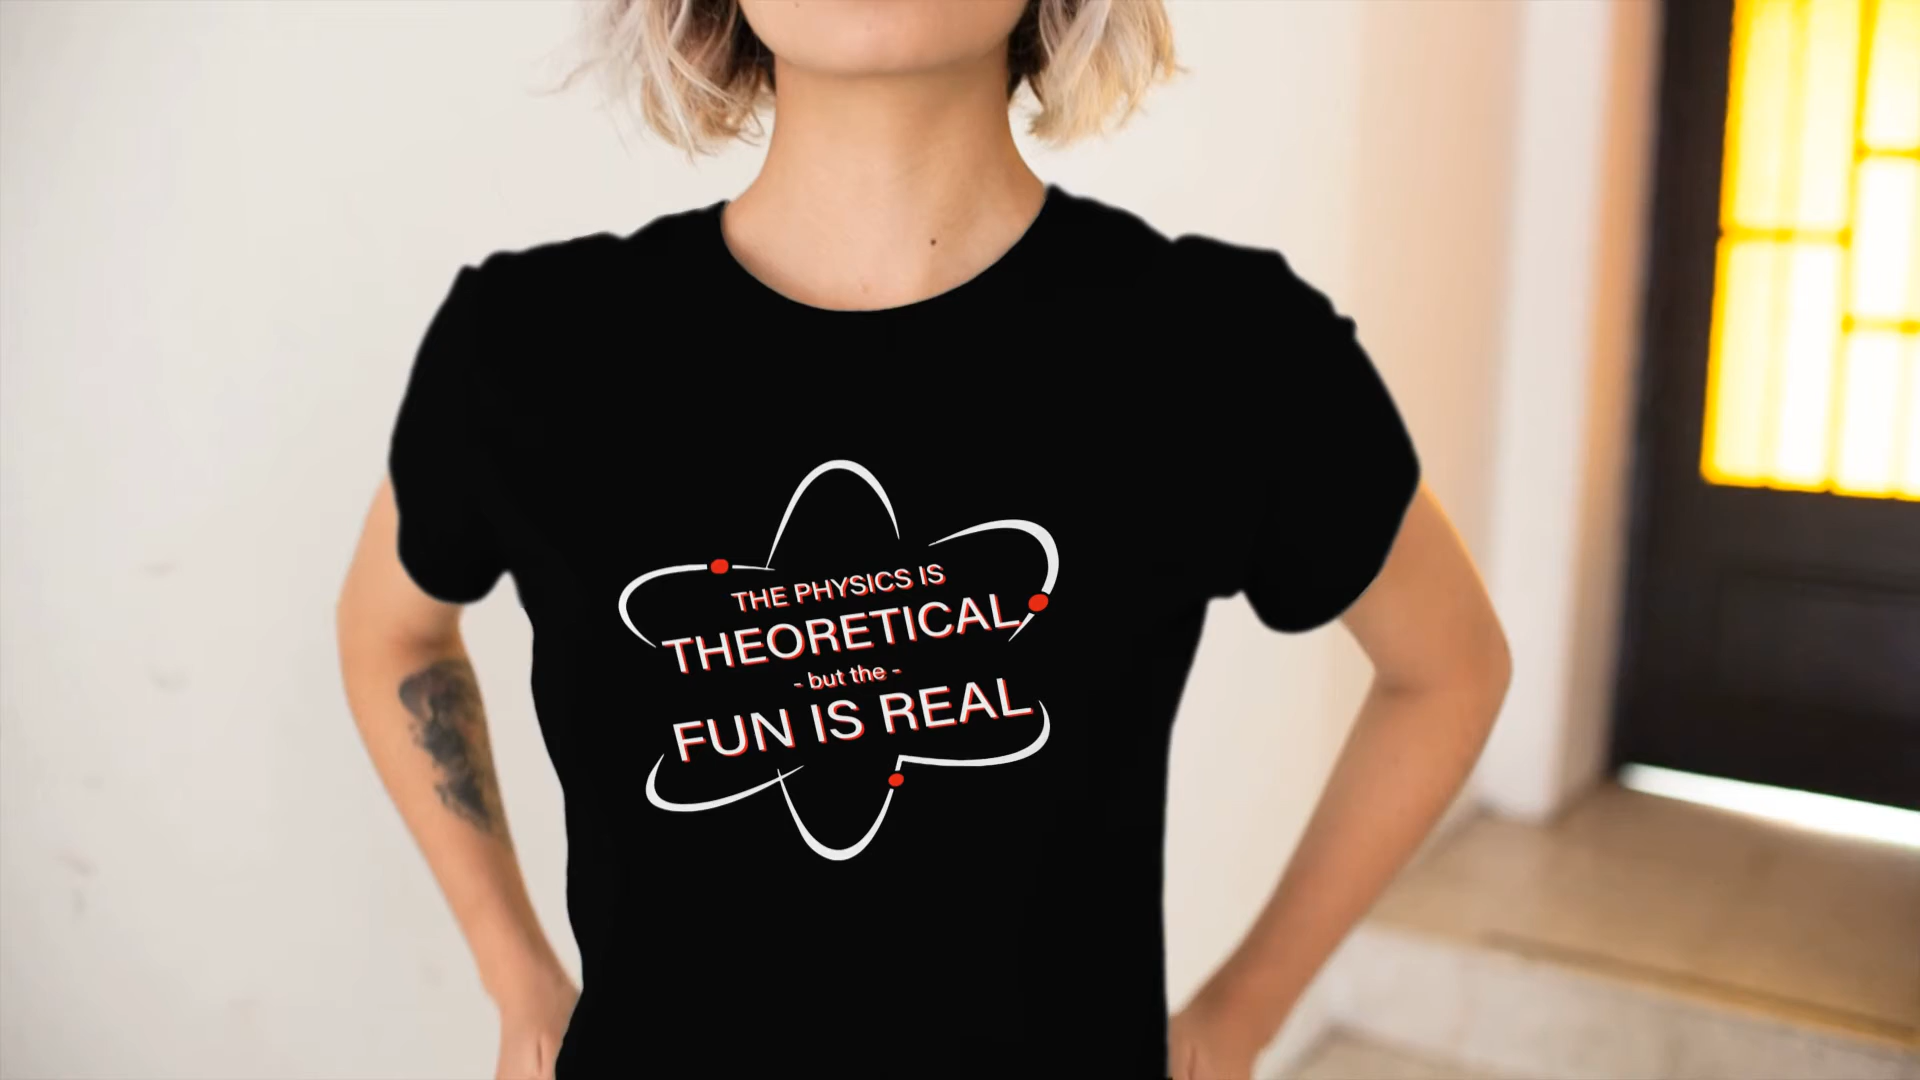 THE PHYSICS IS
THEORETICAL
- but the -
FUN IS REAL